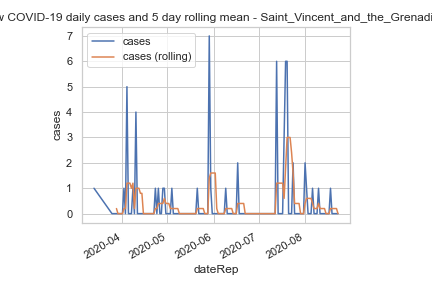 COVID-19 daily cases and 5 day rolling mean - Saint_Vincent_and_the_Grenadi
cases
cases (rolling)
7
6
5
4
3
2
1
0
cases
2020-04
2020-05
2020-06
2020-07
2020-08
dateRep